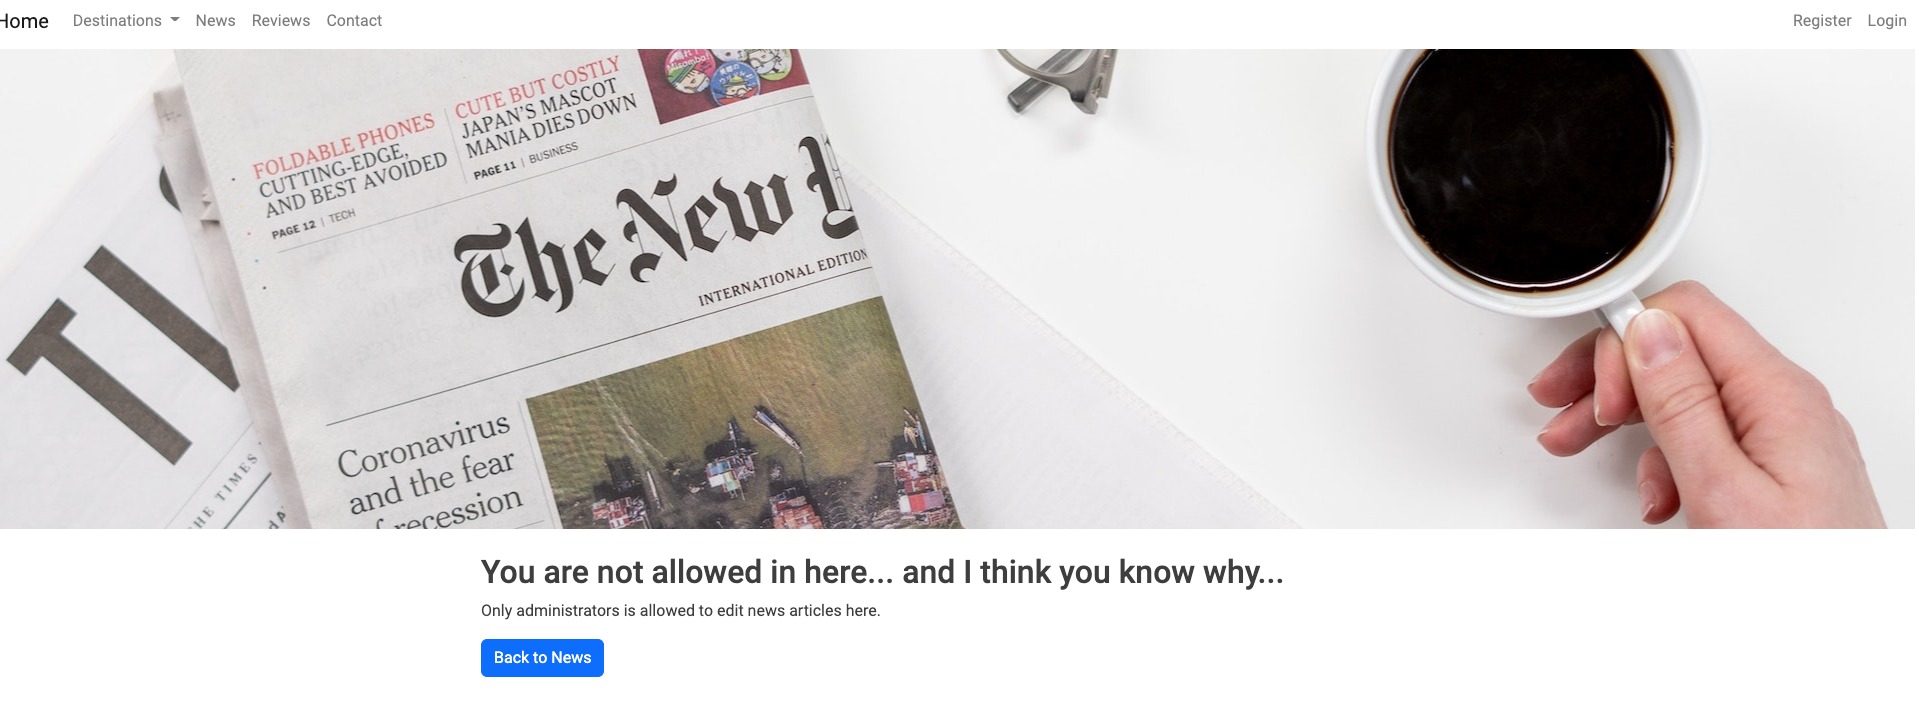 Home Destinations News Reviews Contact Register Login
FOLDABLE PHONES
CUTTING-EDGE,
AND BEST AVOIDED
PAGE 12 | TECH
CUTE BUT COSTLY
JAPAN'S MASCOT
MANIA DIES DOWN
PAGE 11 | BUSINESS
The New
INTERNATIONAL EDITION
Coronavirus
and the fear
of recession
TI
HE TIMES
You are not allowed in here... and I think you know why...
Only administrators is allowed to edit news articles here.
Back to News